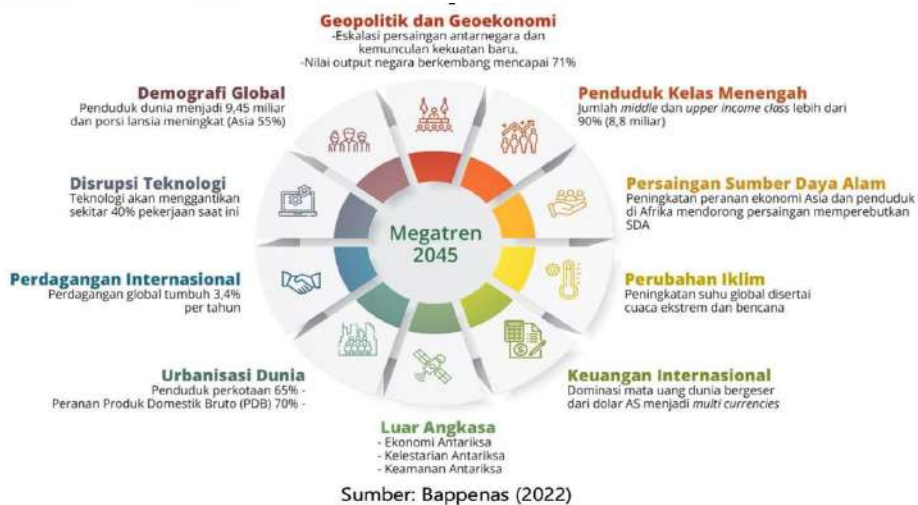 Geopolitik dan Geoekonomi
-Eskalasi persaingan antarnegara dan
kemunculan kekuatan baru.
-Nilai output negara berkembang mencapai 71%
Penduduk Kelas Menengah
Jumlah middle dan upper income class lebih dari
90% (8,8 miliar)
Persaingan Sumber Daya Alam
Peningkatan peranan ekonomi Asia dan penduduk
di Afrika mendorong persaingan memperebutkan
SDA
Perubahan Iklim
Peningkatan suhu global disertai
cuaca ekstrem dan bencana
Keuangan Internasional
Dominasi mata uang dunia bergeser
dari dolar AS menjadi multi currencies
Luar Angkasa
- Ekonomi Antariksa
- Kelestarian Antariksa
- Keamanan Antariksa
Urbanisasi Dunia
Penduduk perkotaan 65% -
Peranan Produk Domestik Bruto (PDB) 70% -
Perdagangan Internasional
Perdagangan global tumbuh 3,4%
per tahun
Disrupsi Teknologi
Teknologi akan menggantikan
sekitar 40% pekerjaan saat ini
Demografi Global
Penduduk dunia menjadi 9,45 miliar
dan porsi lansia meningkat (Asia 55%)
Megatren
2045
Sumber: Bappenas (2022)